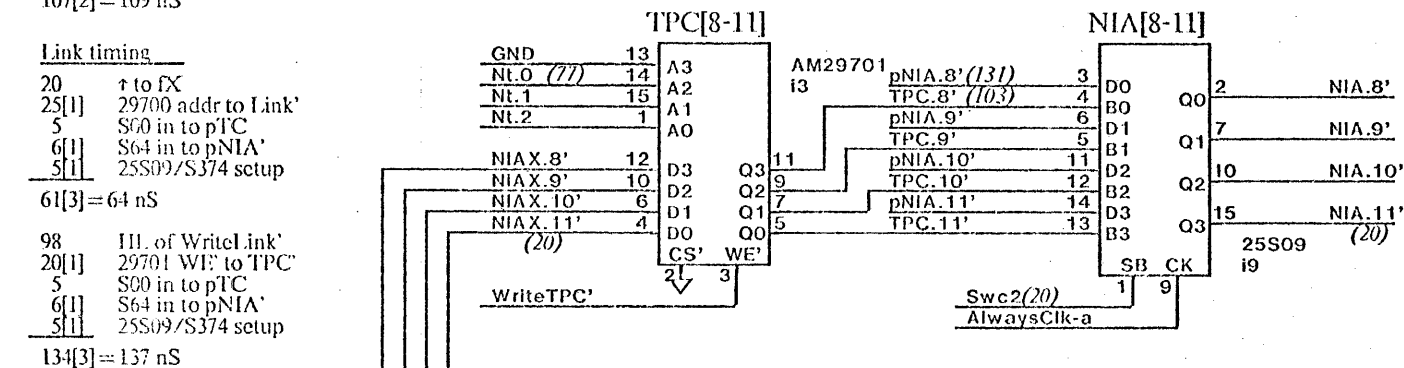 107[2]=109 nS
Link timing
20 ↑ to fX
25[1] 29700 addr to Link'
5 S00 in to pTC
6[1] S64 in to pNIA'
5[1] 25S09/S374 setup
61[3]=64 nS
98 HL of WriteLink'
20[1] 29701 WE' to TPC'
5 S00 in to pTC
6[1] S64 in to pNIA'
5[1] 25S09/S374 setup
134[3]=137 nS
TPC[8-11]
GND 13 A3
Nt.0 (77) 14 A2
Nt.1 15 A1
Nt.2 1 A0
NIAX.8' 12 D3 Q3 11
NIAX.9' 10 D2 Q2 9
NIAX.10' 6 D1 Q1 7
NIAX.11' 4 D0 Q0 5
(20)
CS' WE'
2 3
WriteTPC'
AM29701
i3
NIA[8-11]
pNIA.8' (131) 3 D0 Q0 2 NIA.8'
TPC.8' (103) 4 B0
pNIA.9' 6 D1 Q1 7 NIA.9'
TPC.9' 5 B1
pNIA.10' 11 D2 Q2 10 NIA.10'
TPC.10' 12 B2
pNIA.11' 14 D3 Q3 15 NIA.11'
TPC.11' 13 B3
(20)
25S09
i9
SB CK
1 9
Swc2(20)
AlwaysClk-a